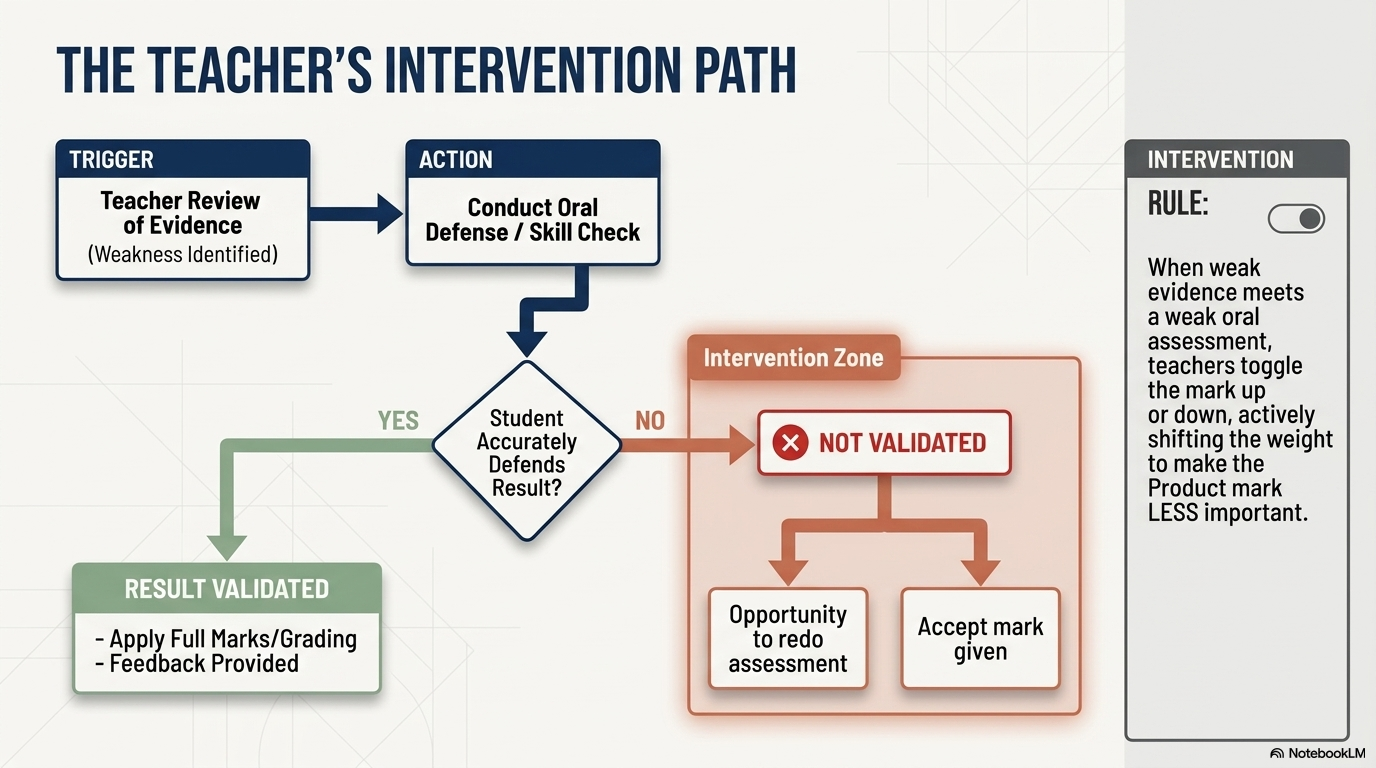 THE TEACHER'S INTERVENTION PATH
TRIGGER
Teacher Review
of Evidence
(Weakness Identified)
ACTION
Conduct Oral
Defense / Skill Check
Student
Accurately
Defends
Result?
YES
NO
RESULT VALIDATED
- Apply Full Marks/Grading
- Feedback Provided
Intervention Zone
NOT VALIDATED
Opportunity
to redo
assessment
Accept mark
given
INTERVENTION
RULE:
When weak
evidence meets
a weak oral
assessment,
teachers toggle
the mark up
or down, actively
shifting the weight
to make the
Product mark
LESS important.
NotebookLM